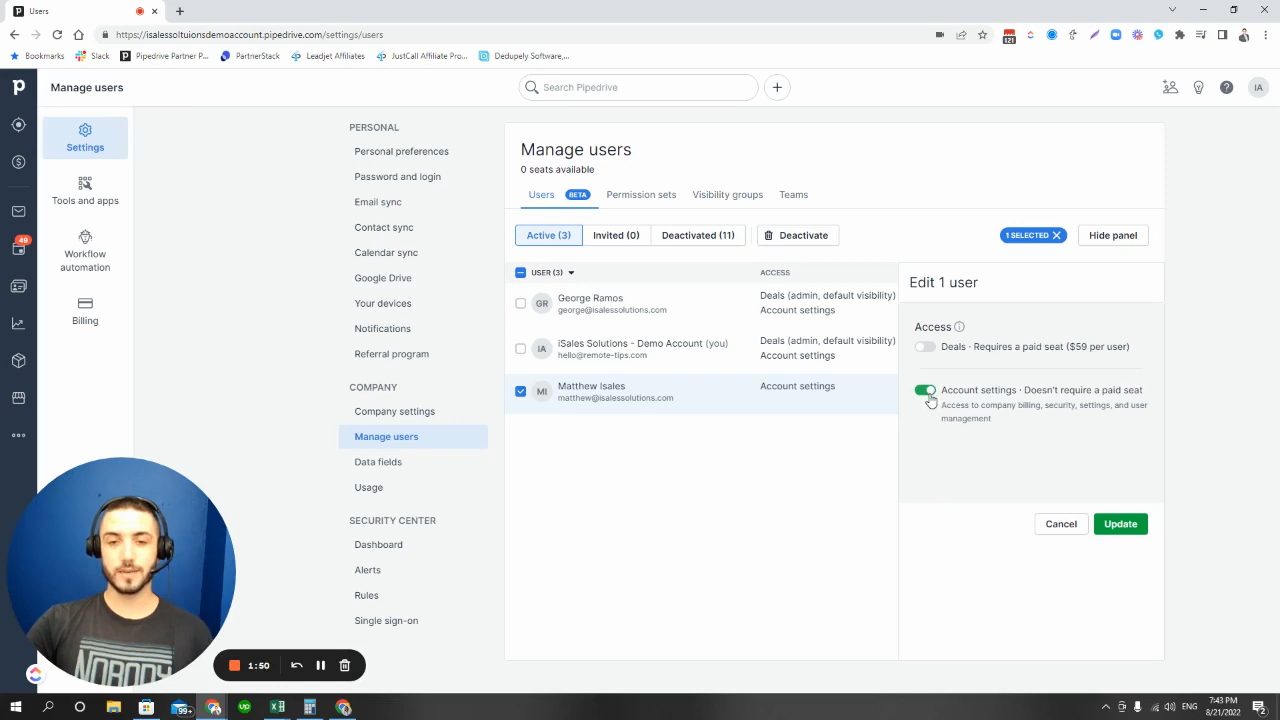 Users
https://isalessoltuionsdemoaccount.pipedrive.com/settings/users
Bookmarks
Slack
Pipedrive Partner P...
PartnerStack
Leadjet Affiliates
JustCall Affiliate Pro...
Dedupely Software,...
121
Manage users
Search Pipedrive
IA
Settings
Tools and apps
Workflow
automation
Billing
49
PERSONAL
Personal preferences
Password and login
Email sync
Contact sync
Calendar sync
Google Drive
Your devices
Notifications
Referral program
COMPANY
Company settings
Manage users
Data fields
Usage
SECURITY CENTER
Dashboard
Alerts
Rules
Single sign-on
Manage users
0 seats available
Users BETA Permission sets Visibility groups Teams
Active (3) Invited (0) Deactivated (11) Deactivate 1 SELECTED Hide panel
USER (3) ACCESS
GR George Ramos Deals (admin, default visibility)
george@isalessolutions.com Account settings
IA iSales Solutions - Demo Account (you) Deals (admin, default visibility)
hello@remote-tips.com Account settings
MI Matthew Isales Account settings
matthew@isalessolutions.com
Edit 1 user
Access
Deals · Requires a paid seat ($59 per user)
Account settings · Doesn't require a paid seat
Access to company billing, security, settings, and user
management
Cancel Update
NOBODY
1:50
99+
ENG
7:43 PM
8/21/2022
2